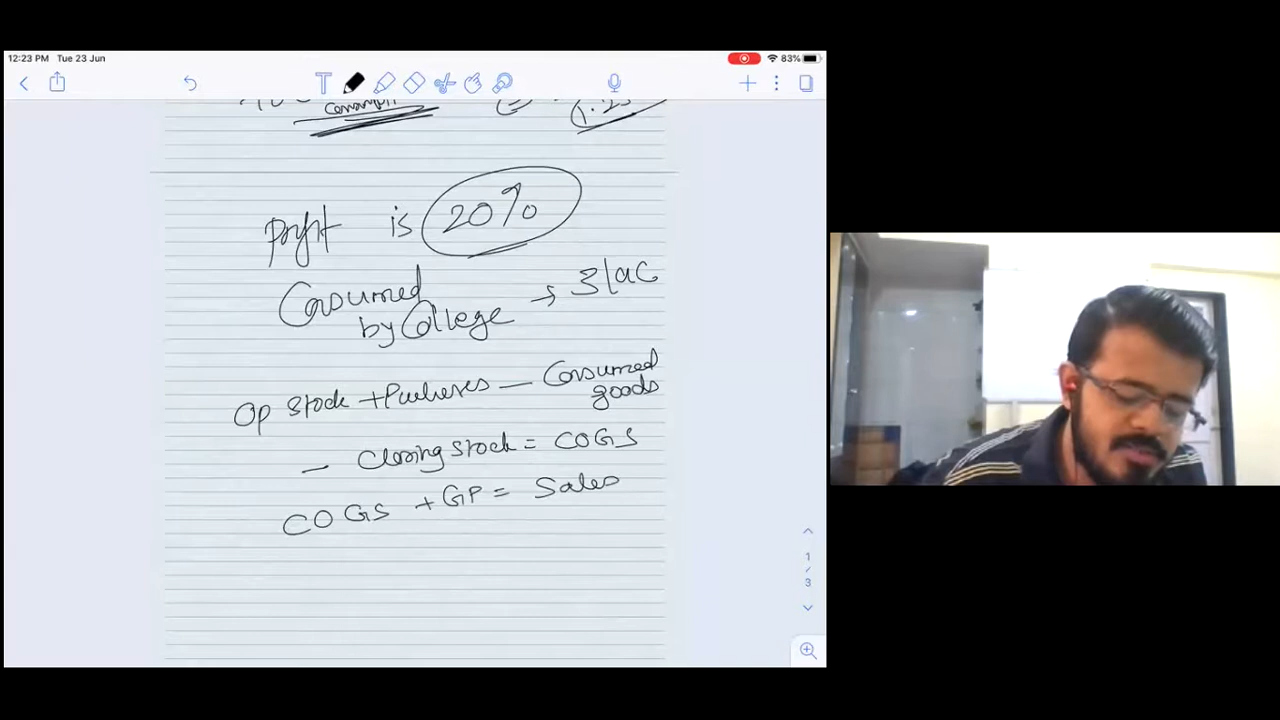 12:23 PM Tue 23 Jun
83%
T
Profit is 20%
Consumed
by College → 3 lac
Op Stock + Purchases — Consumed
goods
— Closing Stock = COGS
COGS + GP = Sales
1
/
3